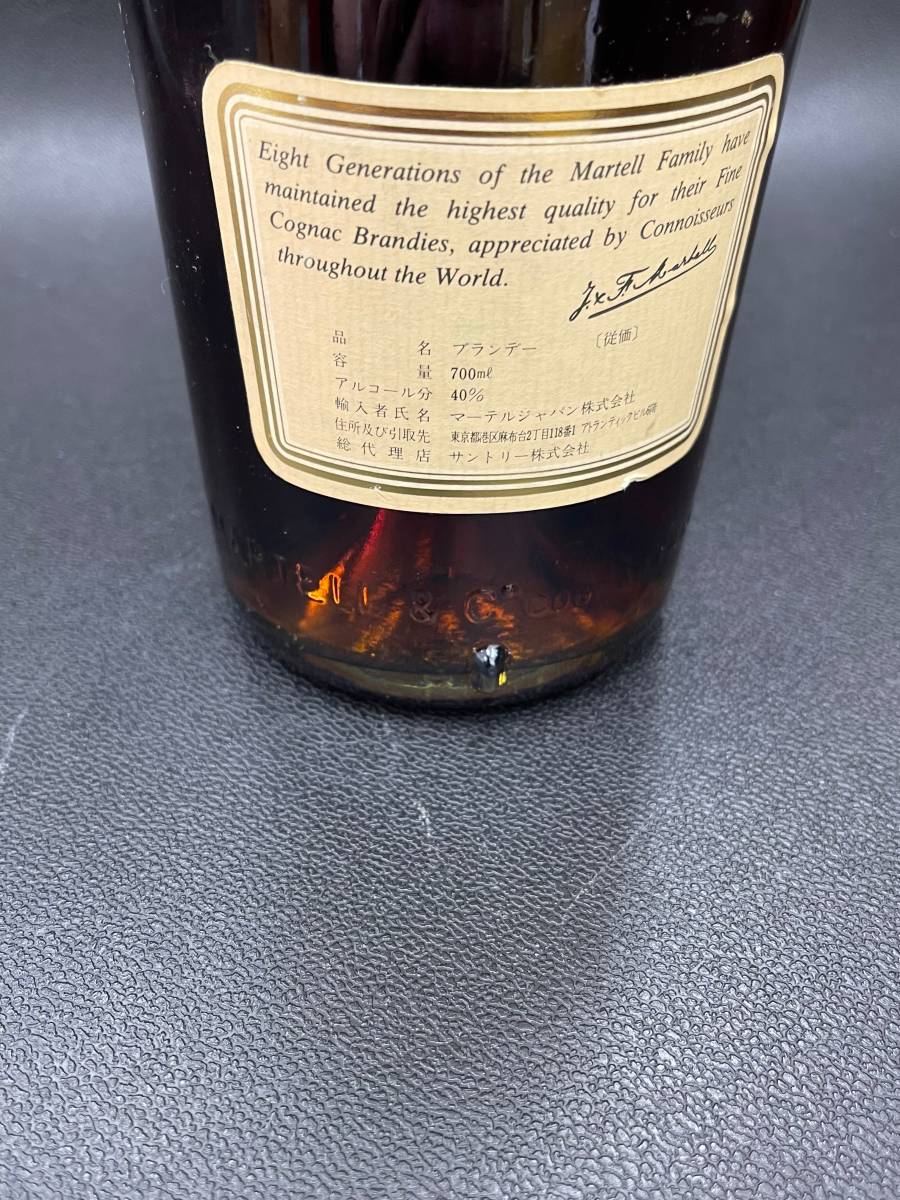 Eight Generations of the Martell Family have
maintained the highest quality for their Fine
Cognac Brandies, appreciated by Connoisseurs
throughout the World.
J. & F. Martell
品名 ブランデー 〔従価〕
容量 700mℓ
アルコール分 40%
輸入者氏名 マーテルジャパン株式会社
住所及び引取先 東京都港区麻布台2丁目118番1 アトランティックビル
総代理店 サントリー株式会社
MARTELL & Cº COG